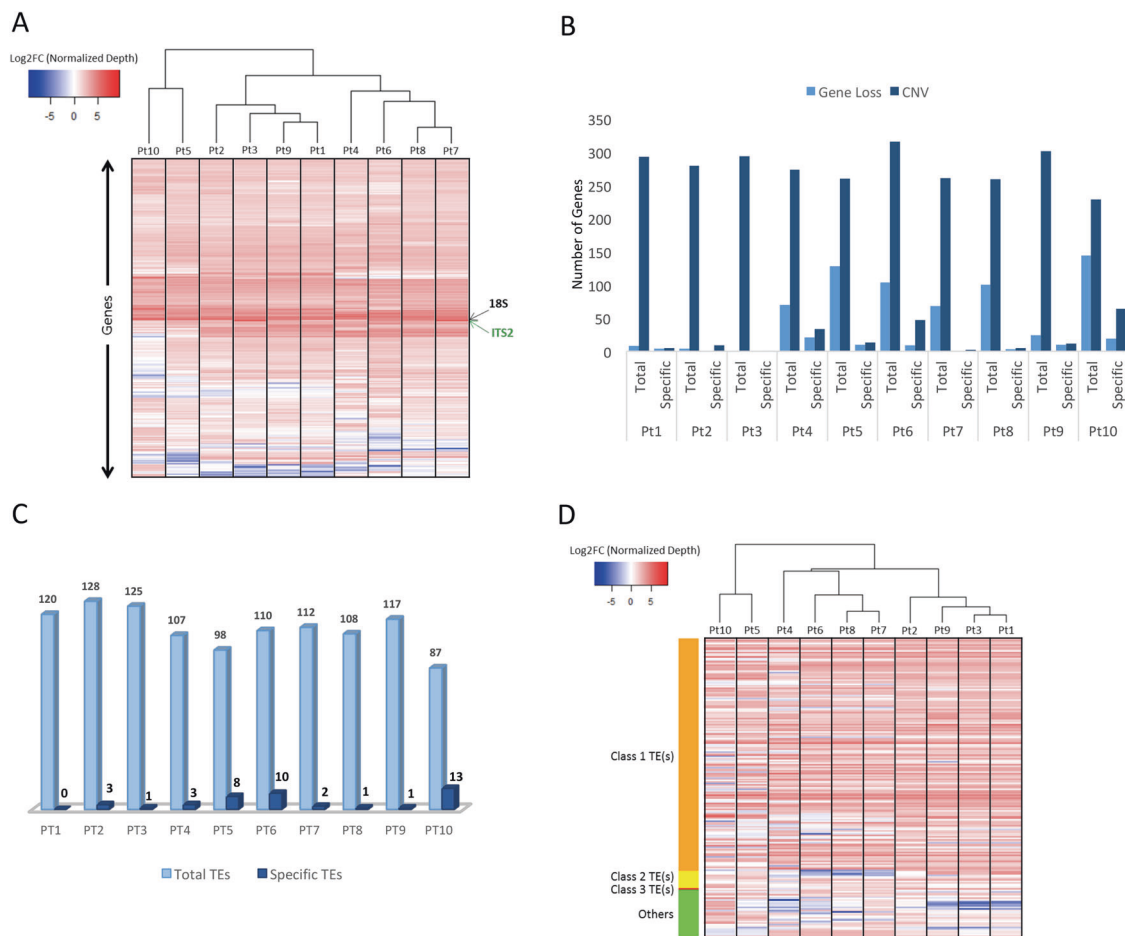 A
Log2FC (Normalized Depth)
-5 0 5
Pt10 Pt5 Pt2 Pt3 Pt9 Pt1 Pt4 Pt6 Pt8 Pt7
Genes
18S
ITS2
B
Gene Loss CNV
Number of Genes
350
300
250
200
150
100
50
0
Total Specific Total Specific Total Specific Total Specific Total Specific Total Specific Total Specific Total Specific Total Specific Total Specific
Pt1 Pt2 Pt3 Pt4 Pt5 Pt6 Pt7 Pt8 Pt9 Pt10
C
120 128 125 107 98 110 112 108 117 87
0 3 1 3 8 10 2 1 1 13
PT1 PT2 PT3 PT4 PT5 PT6 PT7 PT8 PT9 PT10
Total TEs Specific TEs
D
Log2FC (Normalized Depth)
-5 0 5
Pt10 Pt5 Pt4 Pt6 Pt8 Pt7 Pt2 Pt9 Pt3 Pt1
Class 1 TE(s)
Class 2 TE(s)
Class 3 TE(s)
Others